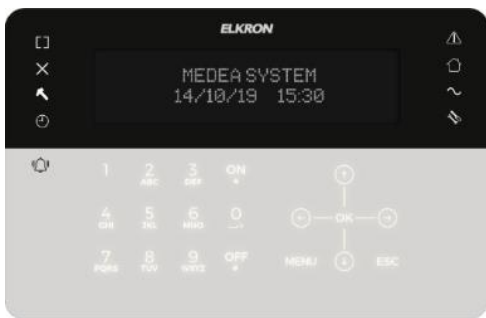 ELKRON
MEDEA SYSTEM
14/10/19 15:30
1 2 3 ON
ABC DEF
4 5 6 0
GHI JKL MNO
OK
7 8 9 OFF
PQRS TUV WXYZ
MENU ESC